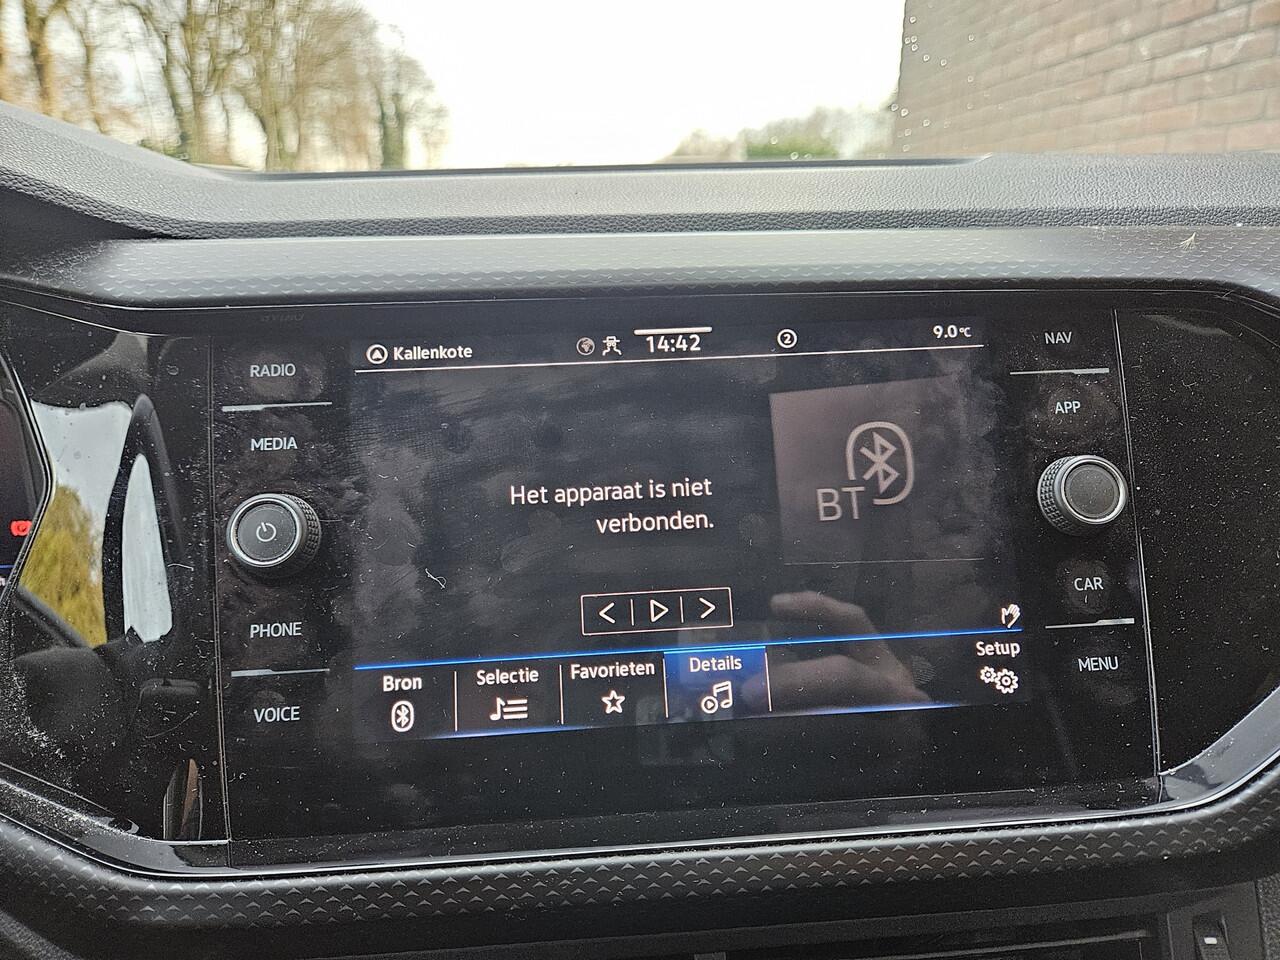 RADIO
MEDIA
PHONE
VOICE
Kallenkote
14:42
2
9.0°C
Het apparaat is niet
verbonden.
BT
Bron
Selectie
Favorieten
Details
Setup
NAV
APP
CAR
MENU